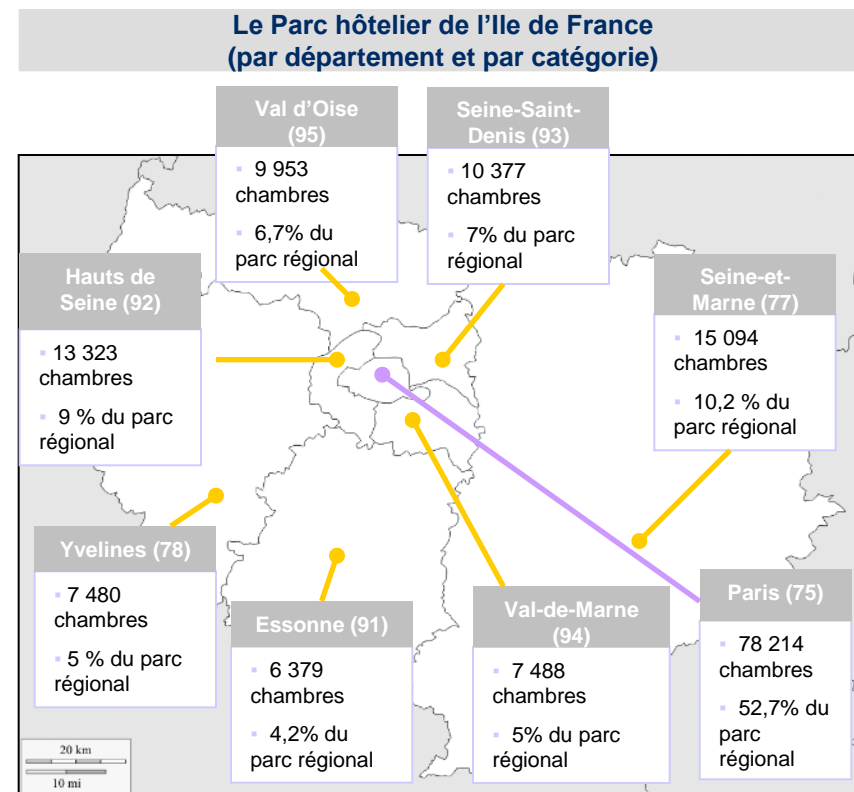 Le Parc hôtelier de l'Ile de France
(par département et par catégorie)
Val d'Oise
(95)
▪ 9 953
chambres
▪ 6,7% du
parc régional
Seine-Saint-
Denis (93)
▪ 10 377
chambres
▪ 7% du parc
régional
Hauts de
Seine (92)
▪ 13 323
chambres
▪ 9 % du parc
régional
Seine-et-
Marne (77)
▪ 15 094
chambres
▪ 10,2 % du
parc régional
Yvelines (78)
▪ 7 480
chambres
▪ 5 % du parc
régional
Essonne (91)
▪ 6 379
chambres
▪ 4,2% du
parc régional
Val-de-Marne
(94)
▪ 7 488
chambres
▪ 5% du parc
régional
Paris (75)
▪ 78 214
chambres
▪ 52,7% du
parc
régional
20 km
10 mi